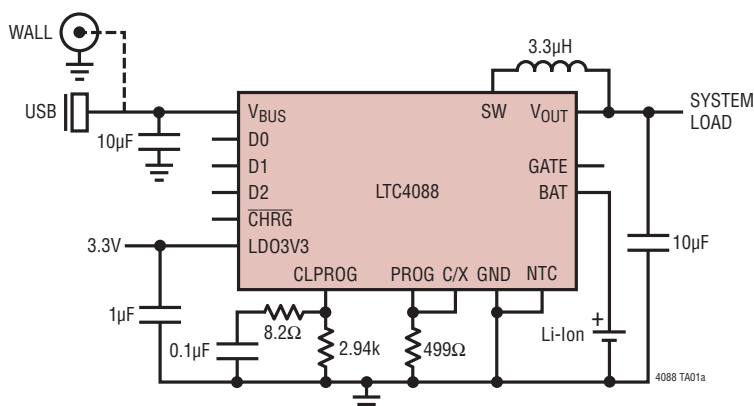 WALL
3.3µH
USB
VBUS
SW
VOUT
SYSTEM
LOAD
10µF
D0
D1
GATE
D2
LTC4088
BAT
CHRG
3.3V
LDO3V3
10µF
CLPROG
PROG
C/X
GND
NTC
1µF
8.2Ω
Li-Ion
+
0.1µF
2.94k
499Ω
4088 TA01a